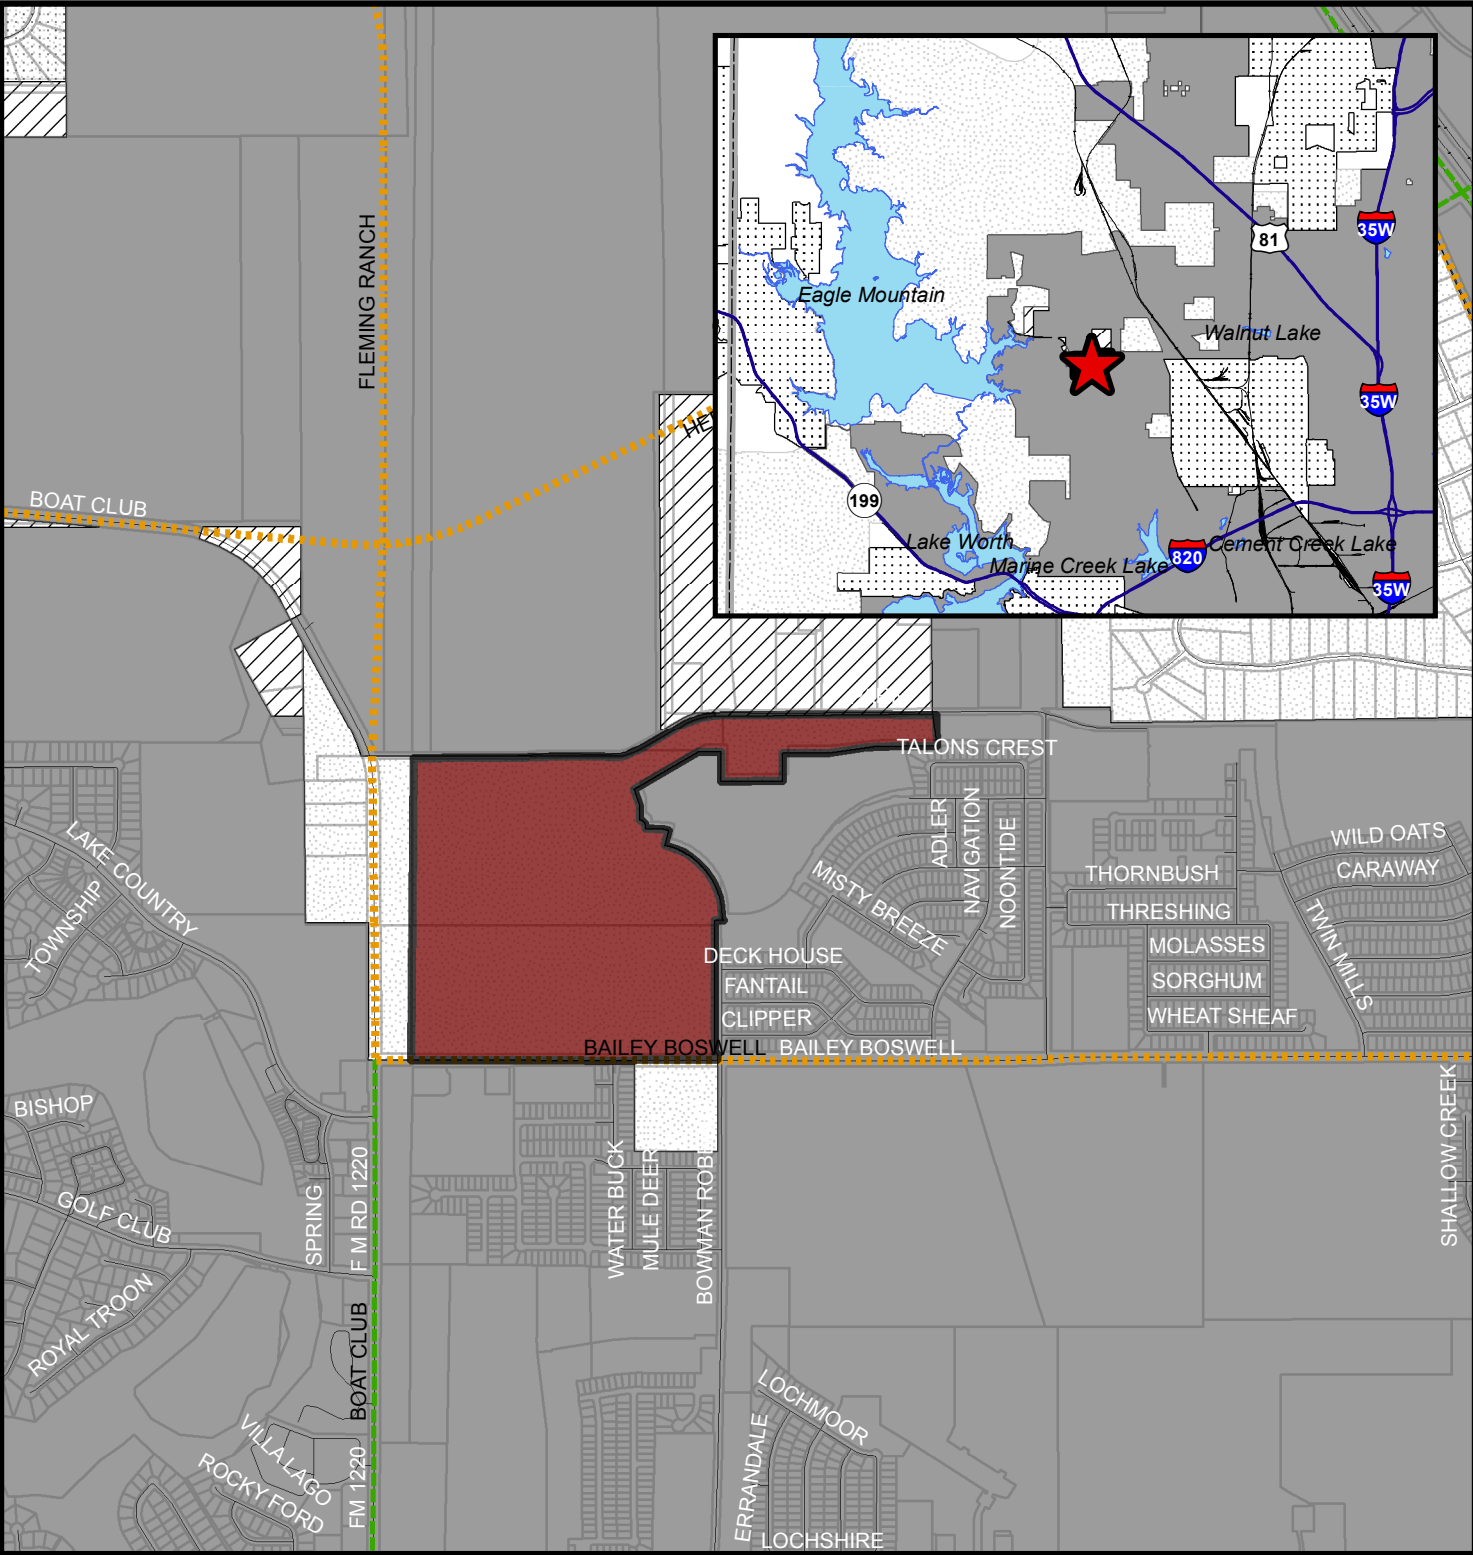 FLEMING RANCH
BOAT CLUB
Eagle Mountain
Walnut Lake
81
35W
35W
199
Lake Worth
Marine Creek Lake
820
Cement Creek Lake
35W
TALONS CREST
ADLER
NAVIGATION
NOONTIDE
MISTY BREEZE
LAKE COUNTRY
TOWNSHIP
THORNBUSH
THRESHING
MOLASSES
SORGHUM
WHEAT SHEAF
WILD OATS
CARAWAY
TWIN MILLS
DECK HOUSE
FANTAIL
CLIPPER
BAILEY BOSWELL
BAILEY BOSWELL
BISHOP
GOLF CLUB
SPRING
F M RD 1220
ROYAL TROON
BOAT CLUB
WATER BUCK
MULE DEER
BOWMAN ROBE
SHALLOW CREEK
VILLA LAGO
ROCKY FORD
FM 1220
LOCHMOOR
ERRANDALE
LOCHSHIRE